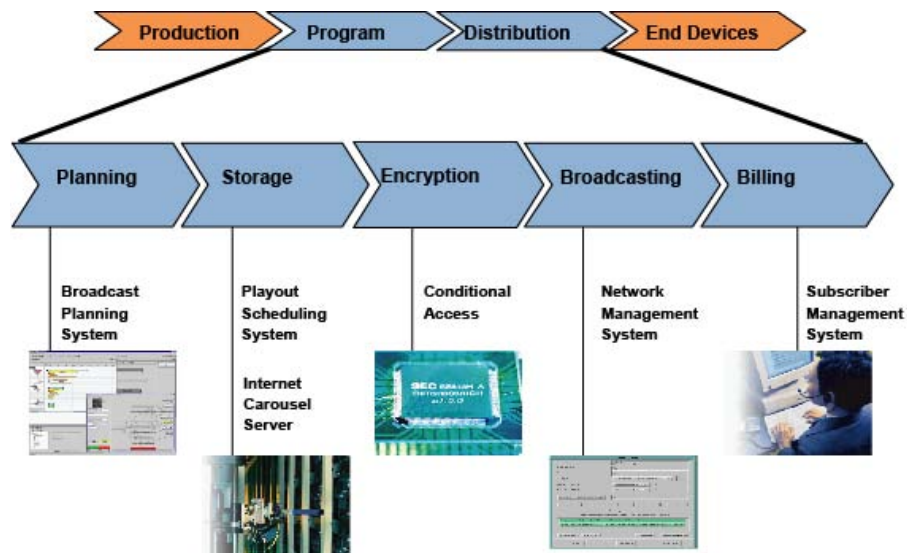 Production
Program
Distribution
End Devices
Planning
Storage
Encryption
Broadcasting
Billing
Broadcast
Planning
System
Playout
Scheduling
System
Internet
Carousel
Server
Conditional
Access
Network
Management
System
Subscriber
Management
System